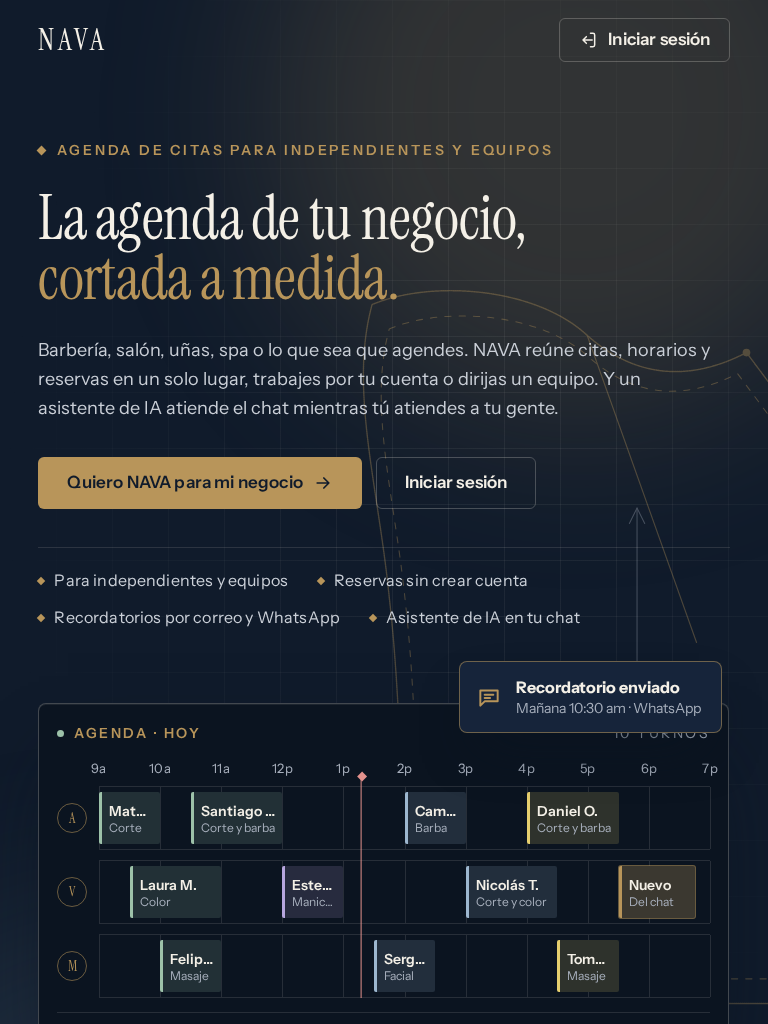 NAVA
Iniciar sesión
AGENDA DE CITAS PARA INDEPENDIENTES Y EQUIPOS
La agenda de tu negocio,
cortada a medida.
Barbería, salón, uñas, spa o lo que sea que agendes. NAVA reúne citas, horarios y
reservas en un solo lugar, trabajes por tu cuenta o dirijas un equipo. Y un
asistente de IA atiende el chat mientras tú atiendes a tu gente.
Quiero NAVA para mi negocio →
Iniciar sesión
Para independientes y equipos
Reservas sin crear cuenta
Recordatorios por correo y WhatsApp
Asistente de IA en tu chat
Recordatorio enviado
Mañana 10:30 am · WhatsApp
AGENDA · HOY
9a 10a 11a 12p 1p 2p 3p 4p 5p 6p 7p
A
Mat...
Corte
Santiago ...
Corte y barba
Cam...
Barba
Daniel O.
Corte y barba
V
Laura M.
Color
Este...
Manic...
Nicolás T.
Corte y color
Nuevo
Del chat
M
Felip...
Masaje
Serg...
Facial
Tom...
Masaje